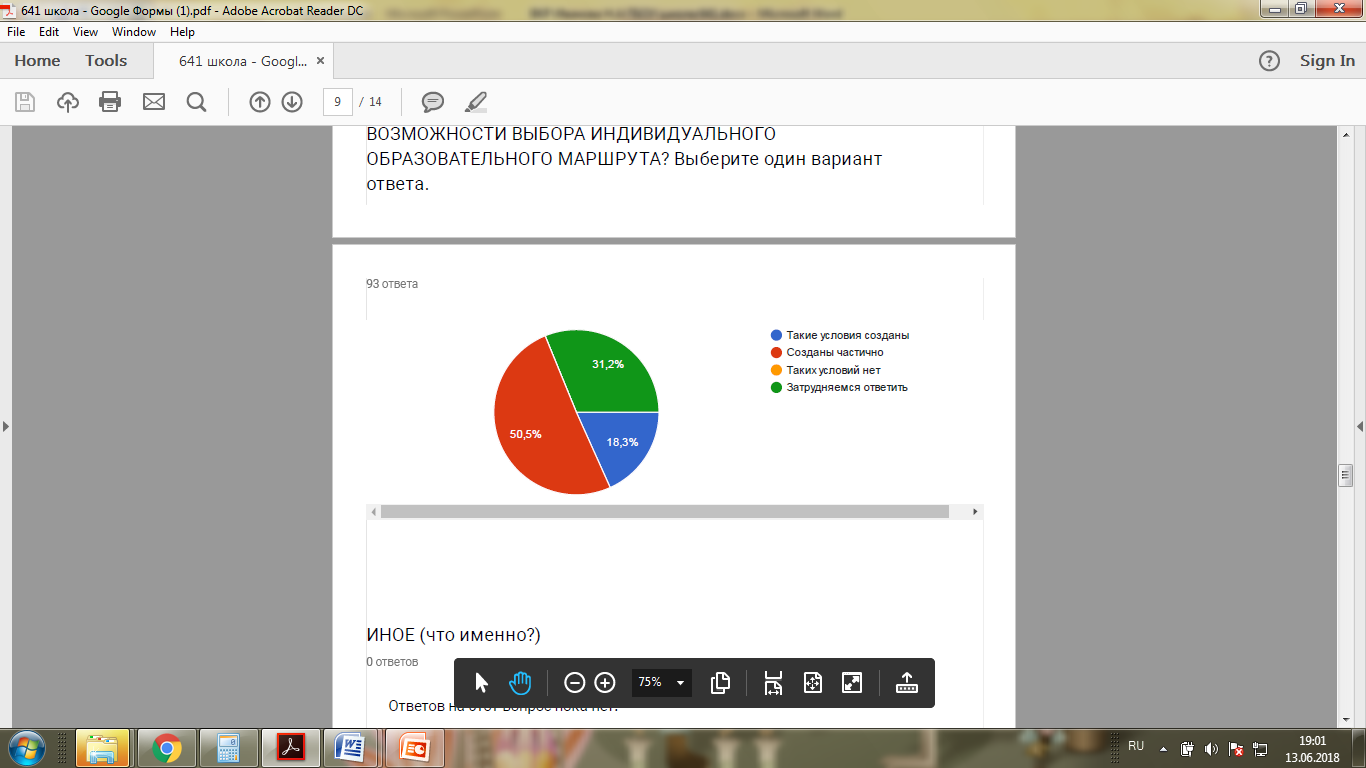 641 школа - Google Формы (1).pdf - Adobe Acrobat Reader DC
File Edit View Window Help
Home Tools 641 школа - Googl... × Sign In
9 / 14
ВОЗМОЖНОСТИ ВЫБОРА ИНДИВИДУАЛЬНОГО
ОБРАЗОВАТЕЛЬНОГО МАРШРУТА? Выберите один вариант
ответа.
93 ответа
31,2%
50,5%
18,3%
Такие условия созданы
Созданы частично
Таких условий нет
Затрудняемся ответить
ИНОЕ (что именно?)
0 ответов
75%
Ответов на этот вопрос пока нет.
RU
19:01
13.06.2018